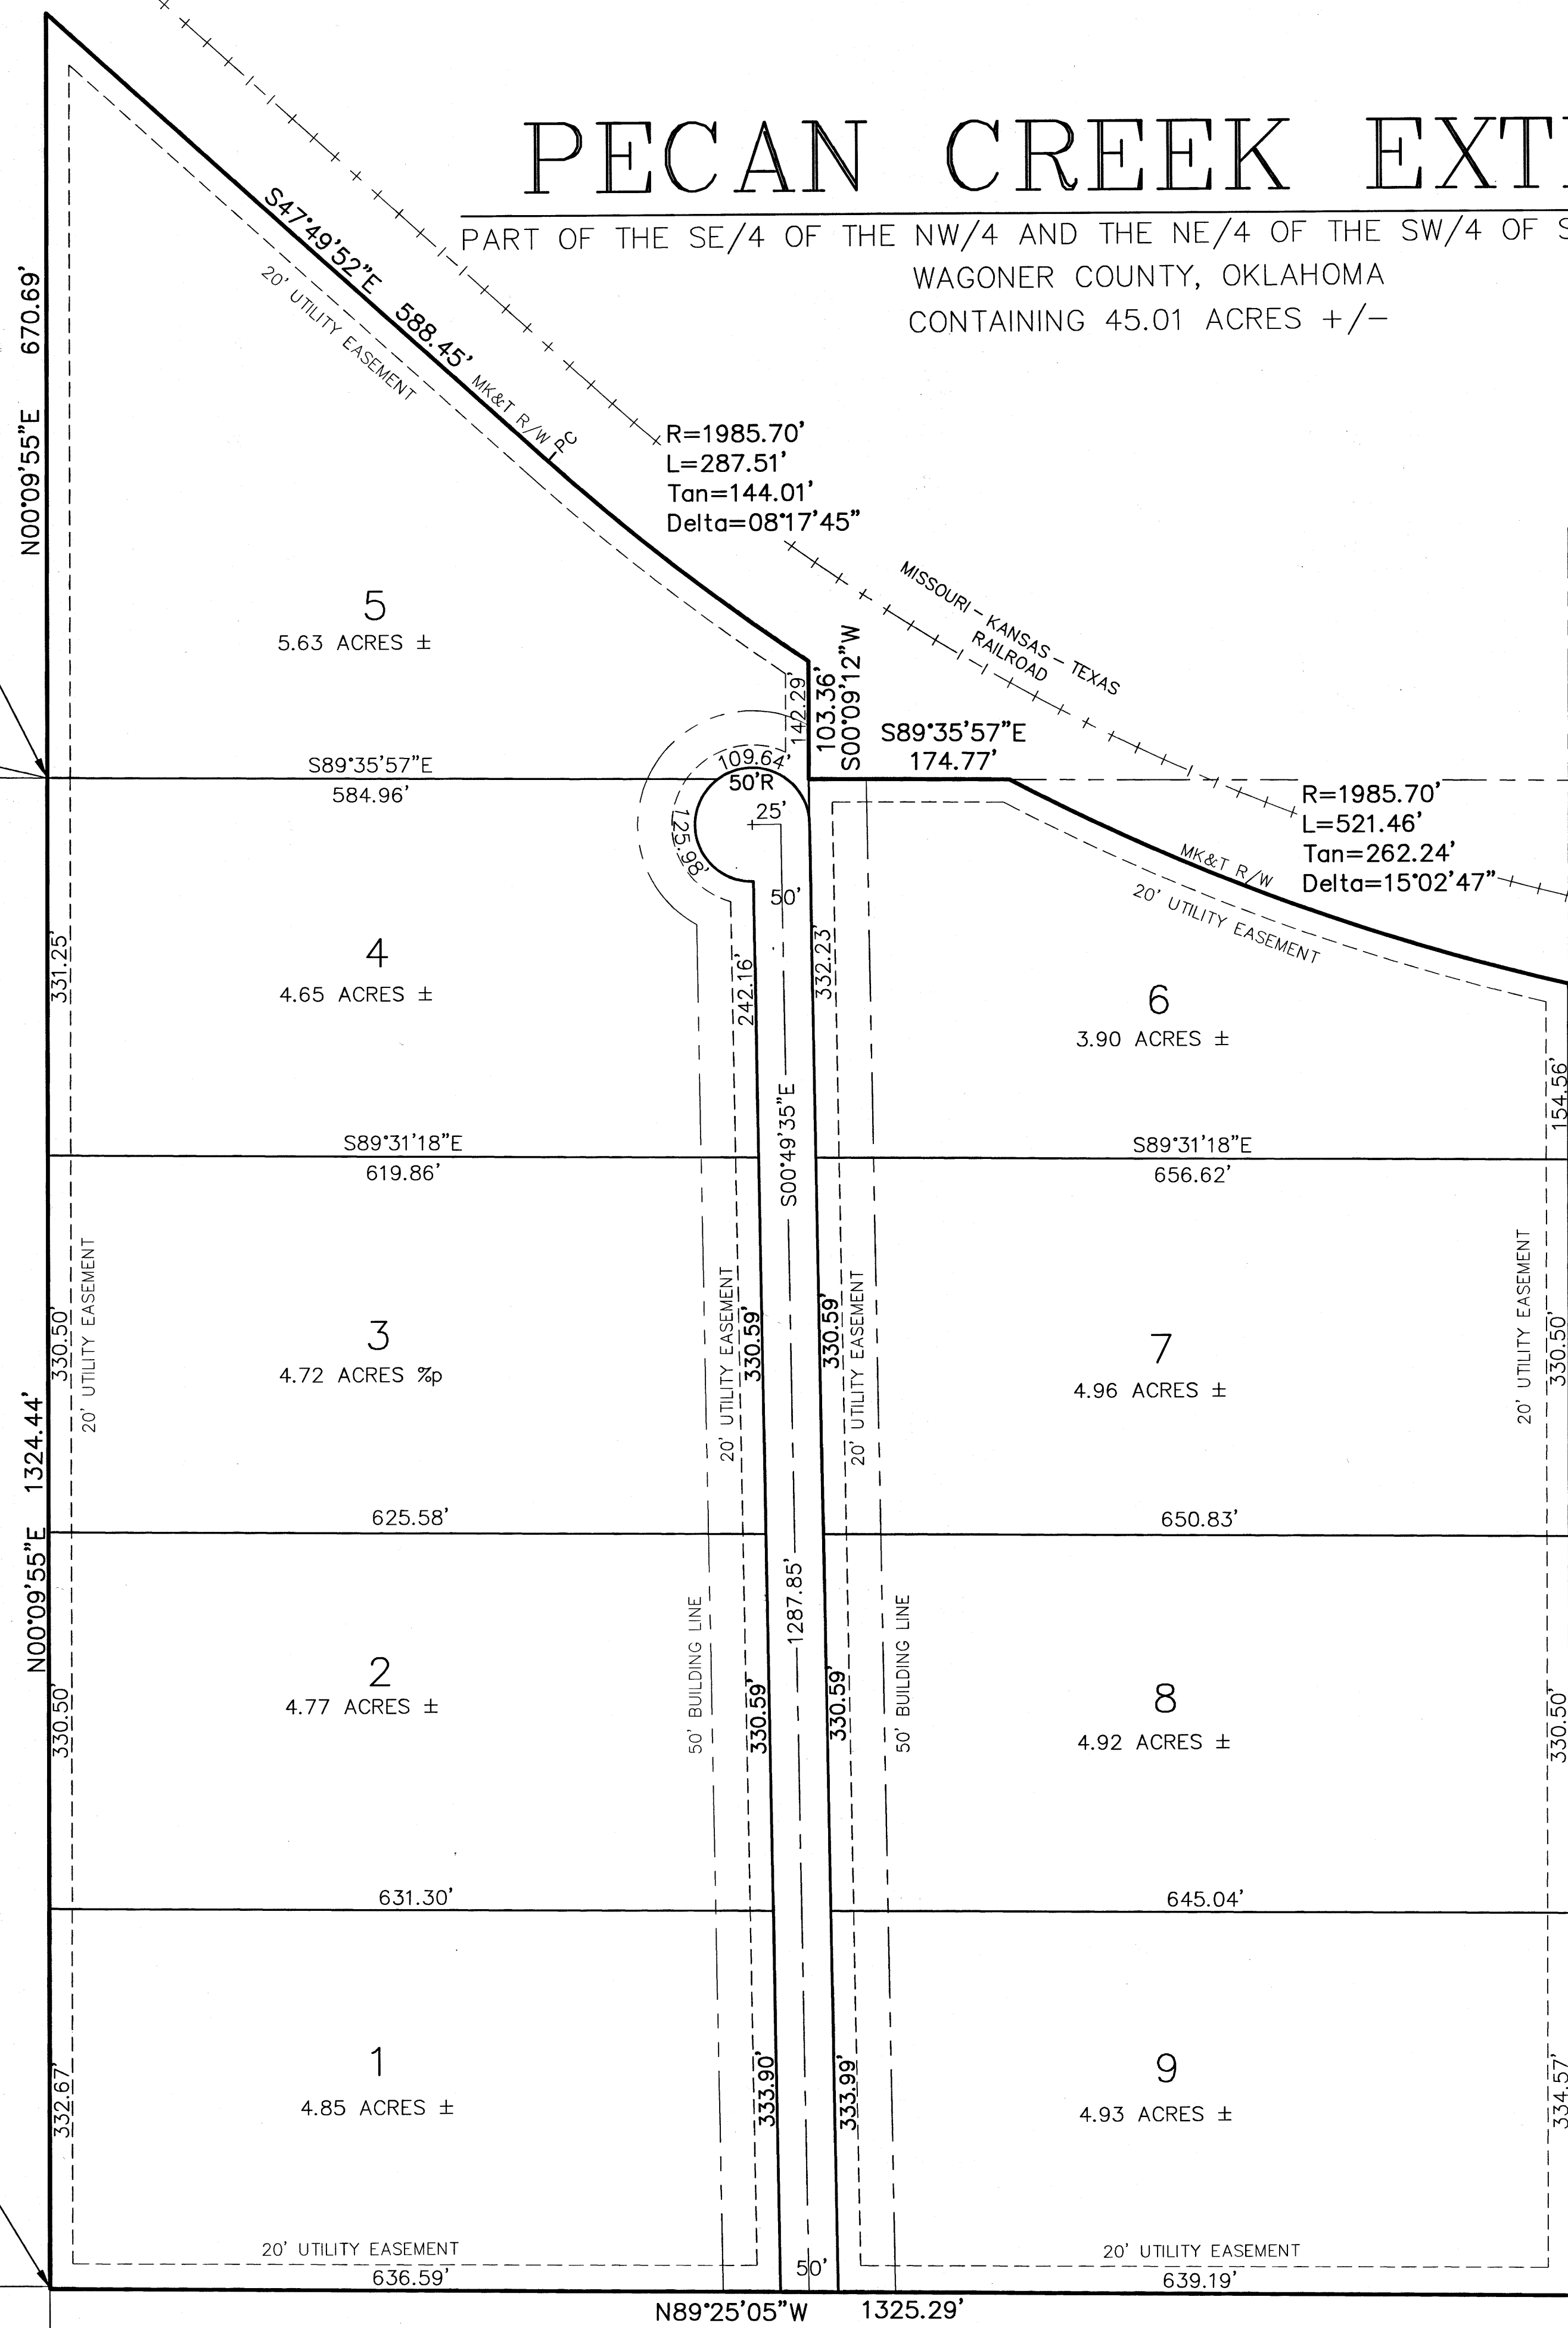 PECAN CREEK
PART OF THE SE/4 OF THE NW/4 AND THE NE/4 OF THE SW/4 OF
WAGONER COUNTY, OKLAHOMA
CONTAINING 45.01 ACRES +/-
N00°09'55"E 670.69'
S47°49'52"E 588.45' MK&T R/W PC
20' UTILITY EASEMENT
R=1985.70'
L=287.51'
Tan=144.01'
Delta=08°17'45"
MISSOURI - KANSAS - TEXAS
RAILROAD
5
5.63 ACRES ±
142.29'
103.36'
S00°09'12"W
S89°35'57"E
174.77'
S89°35'57"E
584.96'
109.64'
50'R
25'
125.98'
50'
R=1985.70'
L=521.46'
Tan=262.24'
Delta=15°02'47"
MK&T R/W
20' UTILITY EASEMENT
331.25'
4
4.65 ACRES ±
242.16'
332.23'
6
3.90 ACRES ±
154.56'
S00°49'35"E
S89°31'18"E
619.86'
S89°31'18"E
656.62'
330.50'
20' UTILITY EASEMENT
3
4.72 ACRES %p
20' UTILITY EASEMENT
330.59'
330.59'
20' UTILITY EASEMENT
7
4.96 ACRES ±
20' UTILITY EASEMENT
330.50'
N00°09'55"E 1324.44'
625.58'
650.83'
1287.85'
330.50'
2
4.77 ACRES ±
50' BUILDING LINE
330.59'
330.59'
50' BUILDING LINE
8
4.92 ACRES ±
330.50'
631.30'
645.04'
332.67'
1
4.85 ACRES ±
333.90'
333.99'
9
4.93 ACRES ±
334.57'
20' UTILITY EASEMENT
636.59'
50'
20' UTILITY EASEMENT
639.19'
N89°25'05"W 1325.29'